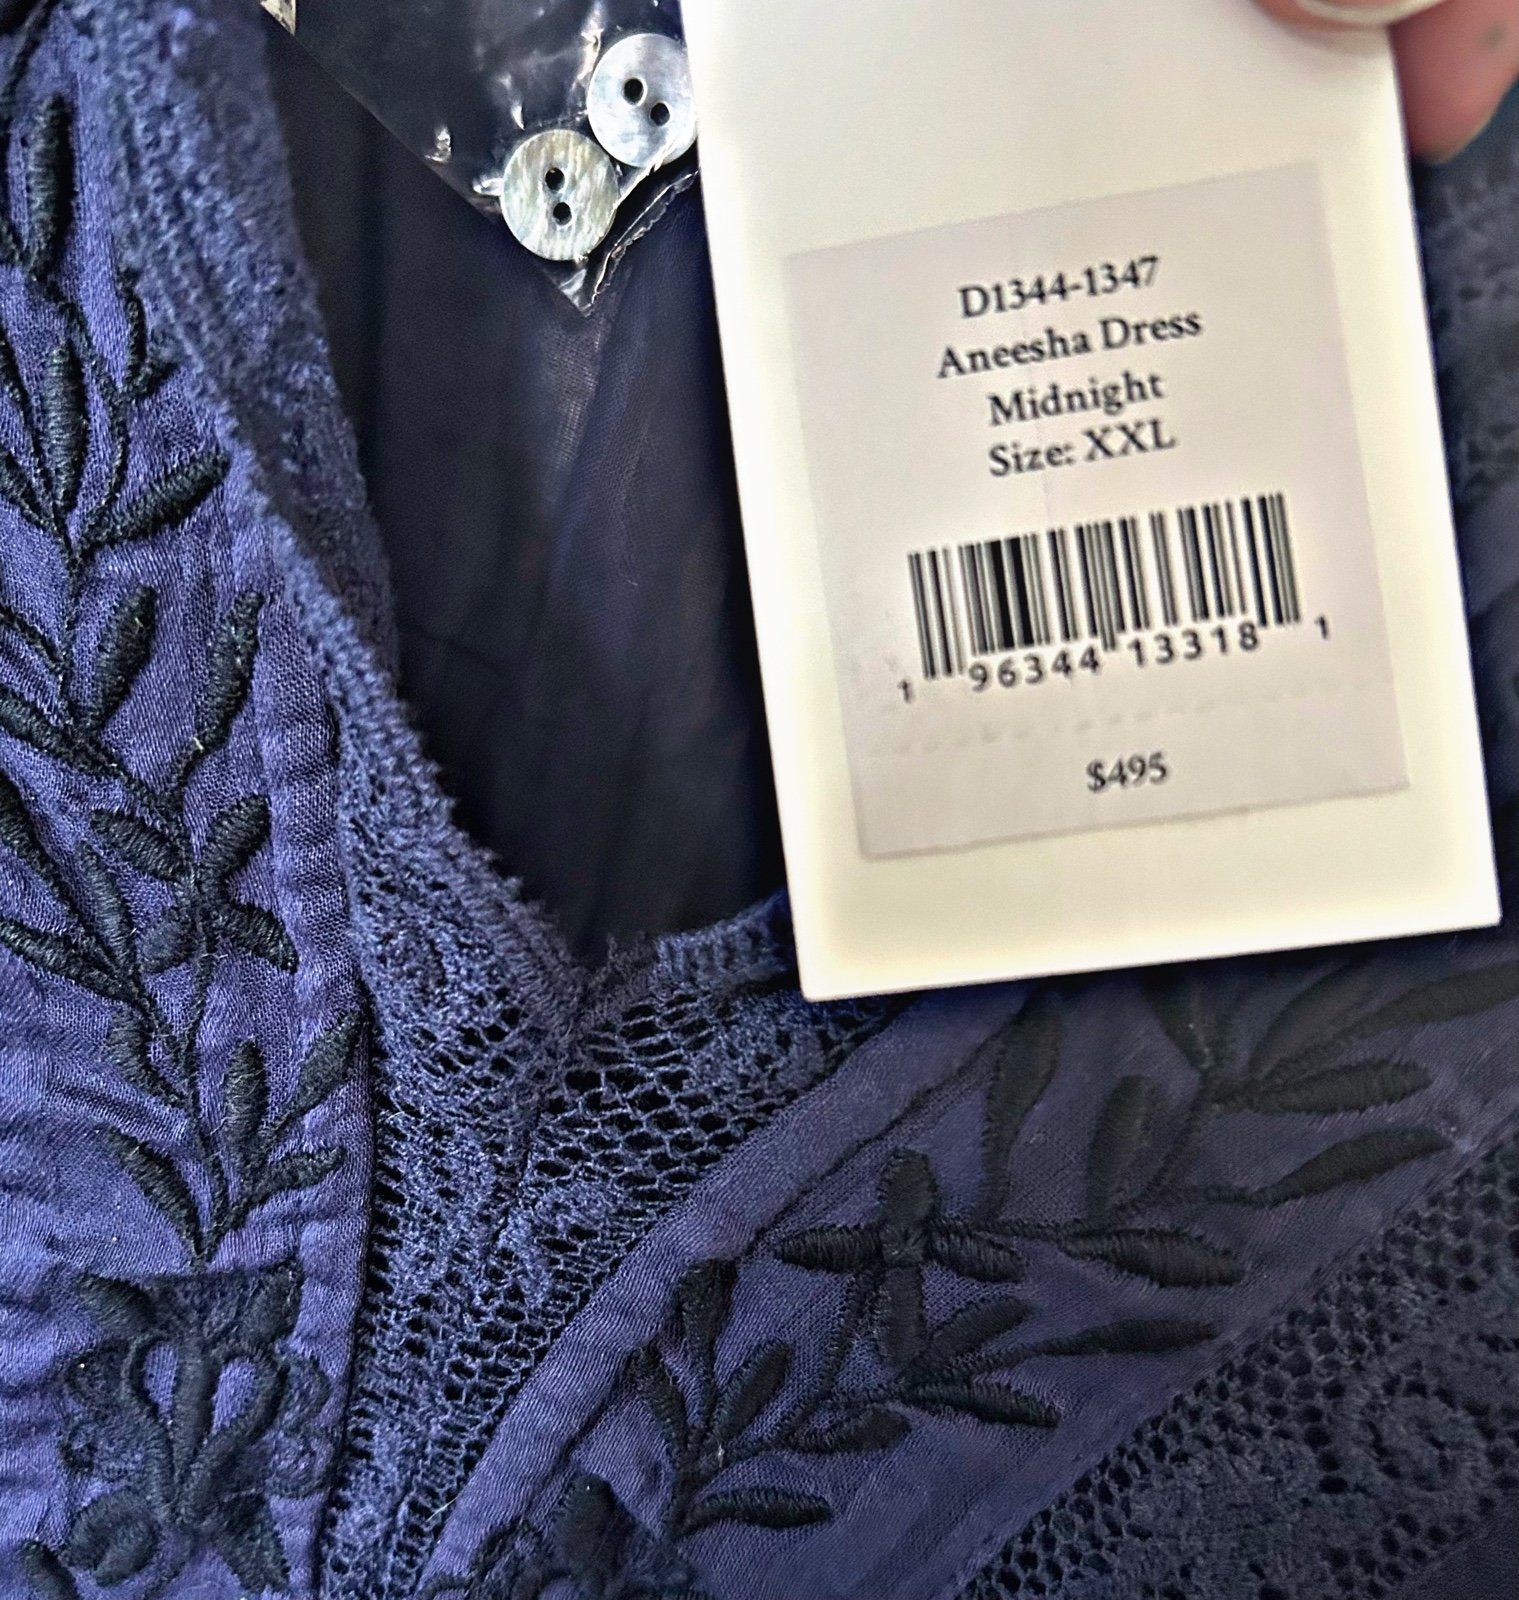 D1344-1347
Aneesha Dress
Midnight
Size: XXL
1 96344 13318 1
$495